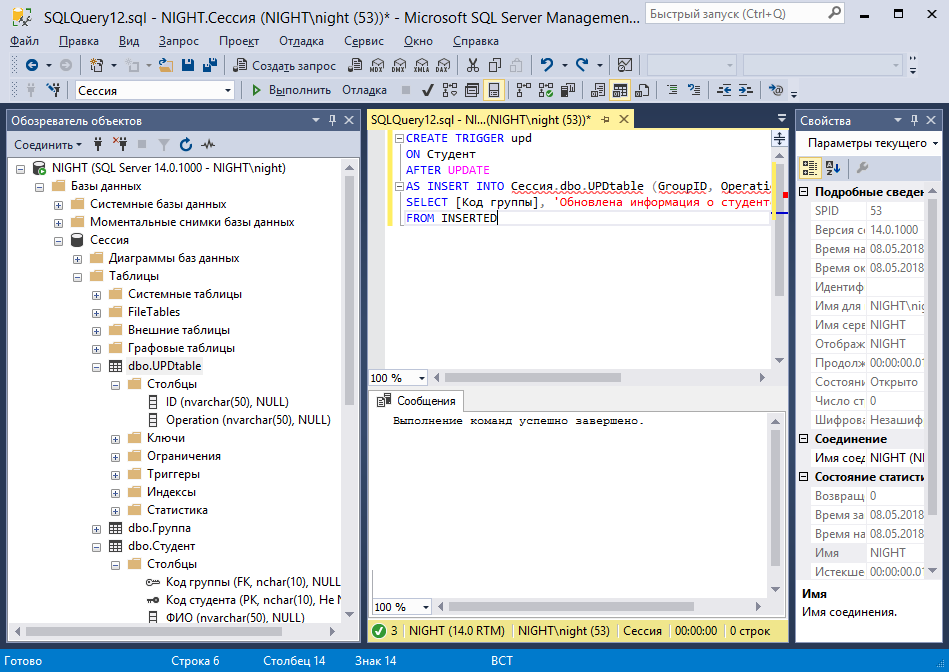 SQLQuery12.sql - NIGHT.Сессия (NIGHT\night (53))* - Microsoft SQL Server Managemen...
Быстрый запуск (Ctrl+Q)
Файл Правка Вид Запрос Проект Отладка Сервис Окно Справка
Создать запрос MDX DMX XMLA DAX
Сессия Выполнить Отладка
Обозреватель объектов
Соединить
NIGHT (SQL Server 14.0.1000 - NIGHT\night)
Базы данных
Системные базы данных
Моментальные снимки базы данных
Сессия
Диаграммы баз данных
Таблицы
Системные таблицы
FileTables
Внешние таблицы
Графовые таблицы
dbo.UPDtable
Столбцы
ID (nvarchar(50), NULL)
Operation (nvarchar(50), NULL)
Ключи
Ограничения
Триггеры
Индексы
Статистика
dbo.Группа
dbo.Студент
Столбцы
Код группы (FK, nchar(10), NULL
Код студента (PK, nchar(10), Не N
ФИО (nvarchar(50), NULL)
SQLQuery12.sql - NI...(NIGHT\night (53))*
CREATE TRIGGER upd
ON Студент
AFTER UPDATE
AS INSERT INTO Сессия.dbo.UPDtable (GroupID, Operatio
SELECT [Код группы], 'Обновлена информация о студент
FROM INSERTED
100 %
Сообщения
Выполнение команд успешно завершено.
100 %
3 NIGHT (14.0 RTM) NIGHT\night (53) Сессия 00:00:00 0 строк
Свойства
Параметры текущего
Подробные сведен
SPID 53
Версия се 14.0.1000
Время на 08.05.2018
Время ок 08.05.2018
Идентиф
Имя для NIGHT\nig
Имя серв NIGHT
Отображ NIGHT
Продолж 00:00:00.01
Состояни Открыто
Число ст 0
Шифрова Незашиф
Соединение
Имя соед NIGHT (NI
Состояние статисти
Возвращ 0
Время за 08.05.2018
Время на 08.05.2018
Имя NIGHT
Истекше 00:00:00.01
Имя
Имя соединения.
Готово Строка 6 Столбец 14 Знак 14 ВСТ